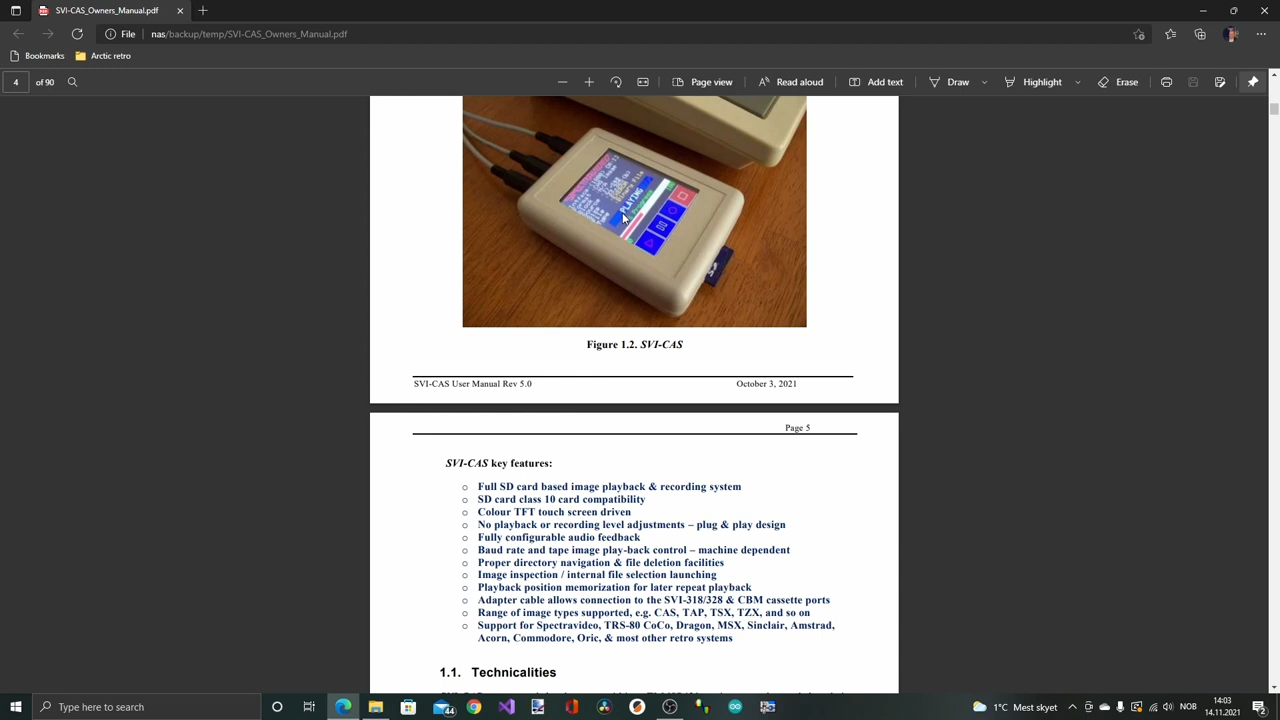 SVI-CAS_Owners_Manual.pdf
File nas/backup/temp/SVI-CAS_Owners_Manual.pdf
Bookmarks Arctic retro
4 of 90 Page view Read aloud Add text Draw Highlight Erase
PLAYING
Figure 1.2. SVI-CAS
SVI-CAS User Manual Rev 5.0 October 3, 2021
Page 5
SVI-CAS key features:
o Full SD card based image playback & recording system
o SD card class 10 card compatibility
o Colour TFT touch screen driven
o No playback or recording level adjustments – plug & play design
o Fully configurable audio feedback
o Baud rate and tape image play-back control – machine dependent
o Proper directory navigation & file deletion facilities
o Image inspection / internal file selection launching
o Playback position memorization for later repeat playback
o Adapter cable allows connection to the SVI-318/328 & CBM cassette ports
o Range of image types supported, e.g. CAS, TAP, TSX, TZX, and so on
o Support for Spectravideo, TRS-80 CoCo, Dragon, MSX, Sinclair, Amstrad,
Acorn, Commodore, Oric, & most other retro systems
1.1. Technicalities
Type here to search 44 1°C Mest skyet NOB 14:03
14.11.2021